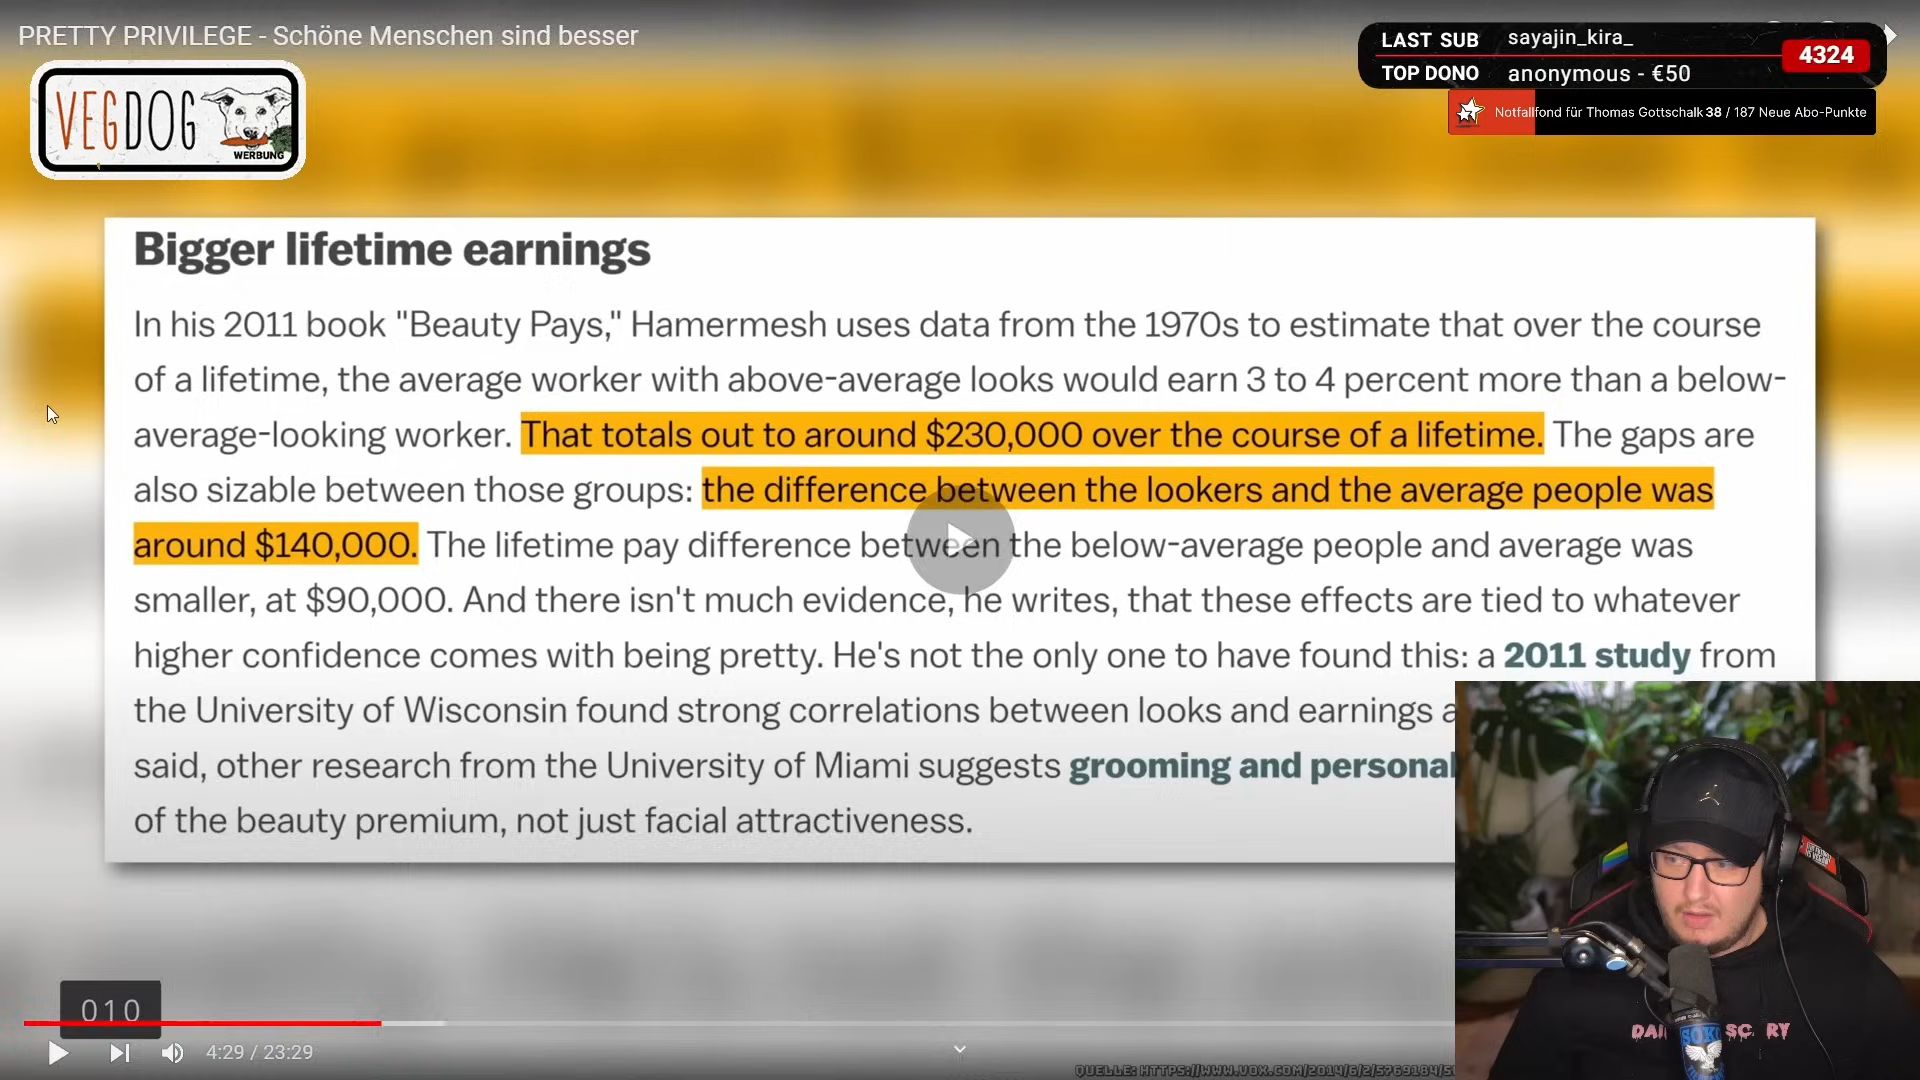 PRETTY PRIVILEGE - Schöne Menschen sind besser
LAST SUB sayajin_kira_
TOP DONO anonymous - €50
4324
Notfallfond für Thomas Gottschalk 38 / 187 Neue Abo-Punkte
VEGDOG
WERBUNG
Bigger lifetime earnings
In his 2011 book "Beauty Pays," Hamermesh uses data from the 1970s to estimate that over the course
of a lifetime, the average worker with above-average looks would earn 3 to 4 percent more than a below-
average-looking worker. That totals out to around $230,000 over the course of a lifetime. The gaps are
also sizable between those groups: the difference between the lookers and the average people was
around $140,000. The lifetime pay difference between the below-average people and average was
smaller, at $90,000. And there isn't much evidence, he writes, that these effects are tied to whatever
higher confidence comes with being pretty. He's not the only one to have found this: a 2011 study from
the University of Wisconsin found strong correlations between looks and earnings
said, other research from the University of Miami suggests grooming and personal
of the beauty premium, not just facial attractiveness.
010
4:29 / 23:29
QUELLE: HTTPS://WWW.VOX.COM/2014/6/2/5769184/